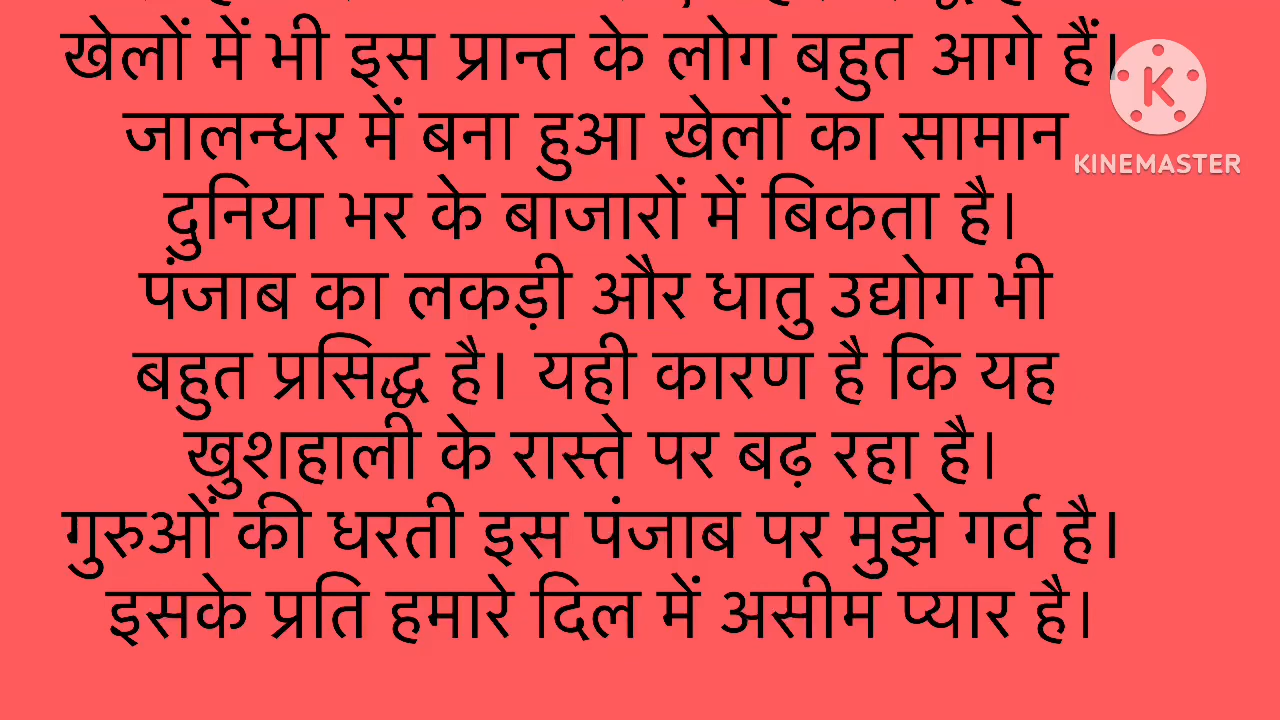 खेलों में भी इस प्रान्त के लोग बहुत आगे हैं।
जालन्धर में बना हुआ खेलों का सामान
दुनिया भर के बाजारों में बिकता है।
पंजाब का लकड़ी और धातु उद्योग भी
बहुत प्रसिद्ध है। यही कारण है कि यह
खुशहाली के रास्ते पर बढ़ रहा है।
गुरुओं की धरती इस पंजाब पर मुझे गर्व है।
इसके प्रति हमारे दिल में असीम प्यार है।
K
KINEMASTER